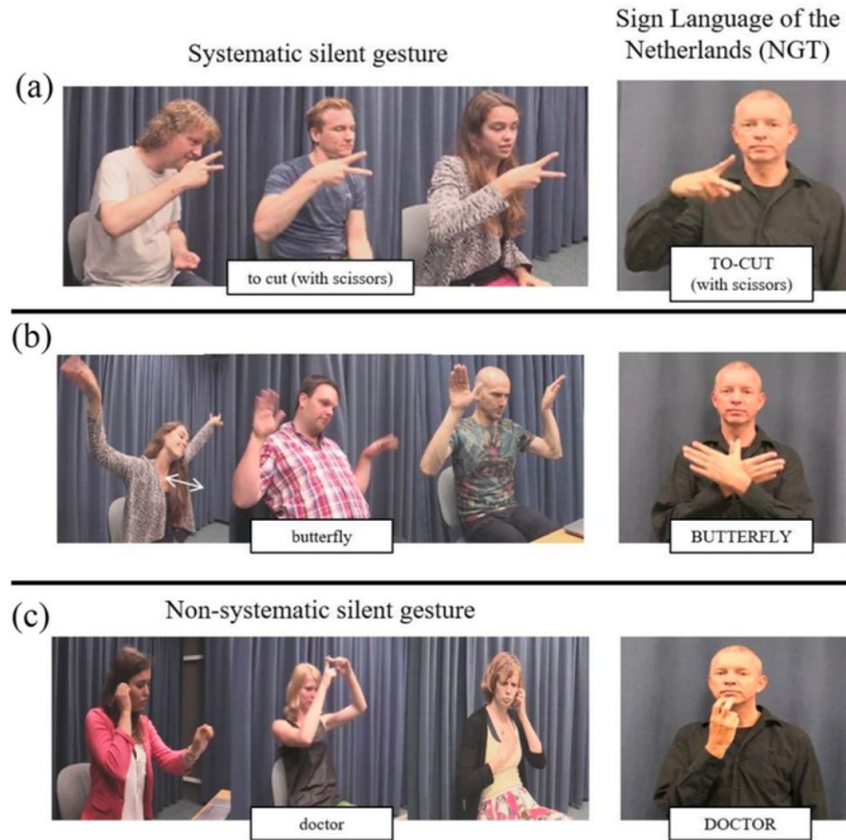 Systematic silent gesture
Sign Language of the
Netherlands (NGT)
(a)
to cut (with scissors)
TO-CUT
(with scissors)
(b)
butterfly
BUTTERFLY
(c)
Non-systematic silent gesture
doctor
DOCTOR